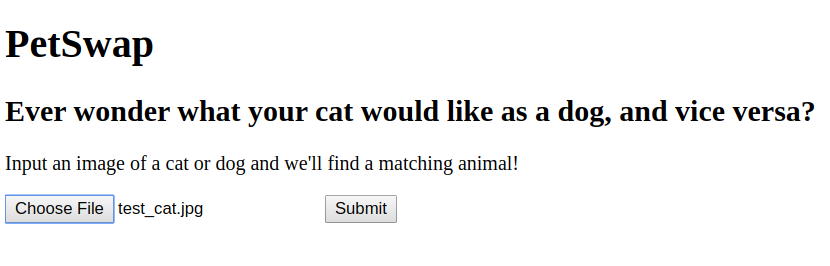 PetSwap
Ever wonder what your cat would like as a dog, and vice versa?
Input an image of a cat or dog and we'll find a matching animal!
Choose File test_cat.jpg Submit